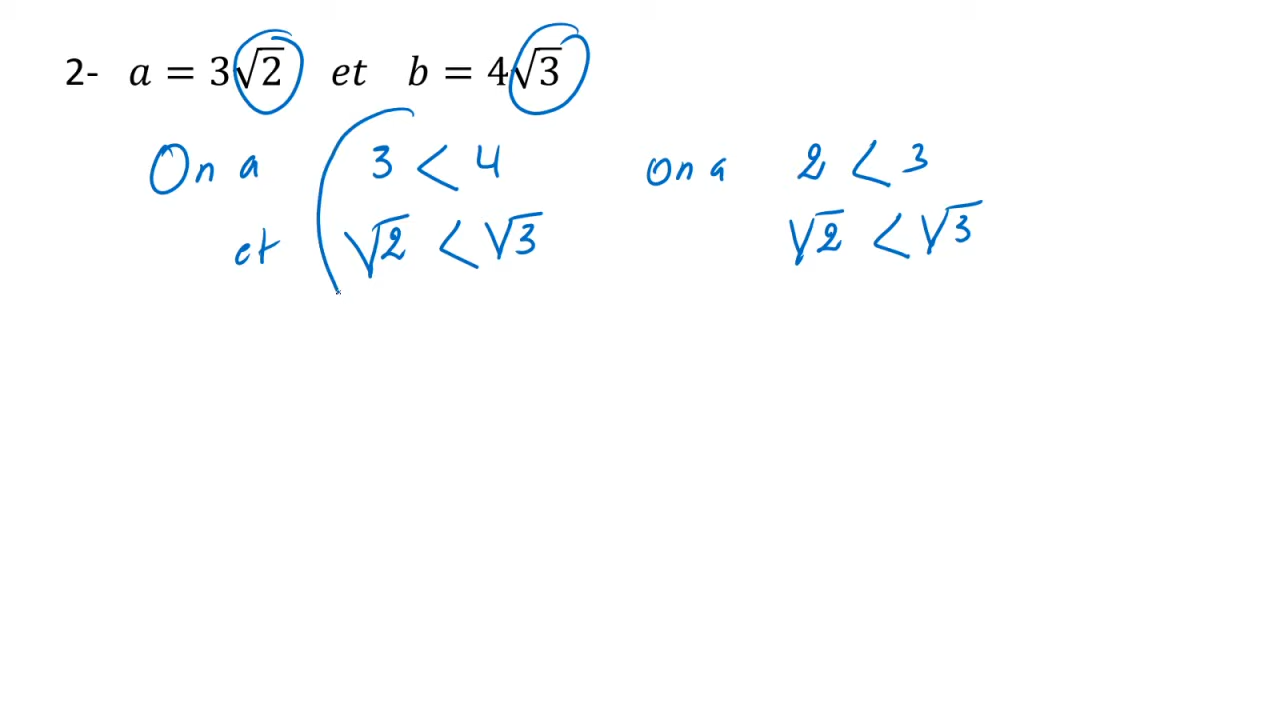 2- a = 3√2 et b = 4√3
On a 3 < 4 on a 2 < 3
et √2 < √3 √2 < √3